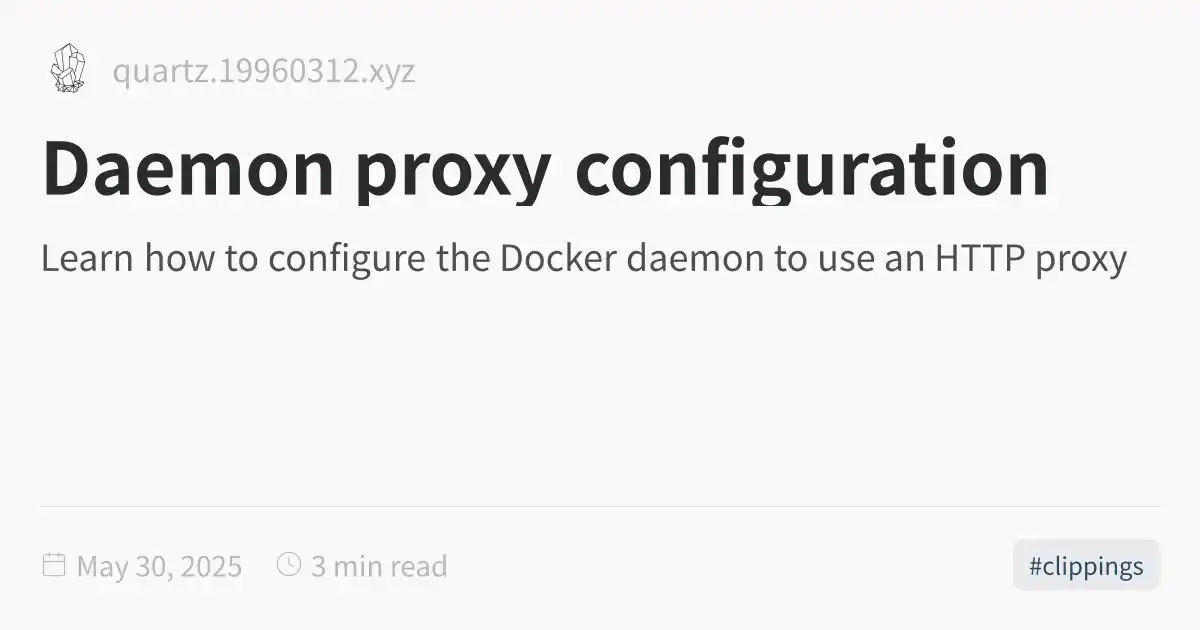 quartz.19960312.xyz
Daemon proxy configuration
Learn how to configure the Docker daemon to use an HTTP proxy
May 30, 2025 3 min read #clippings